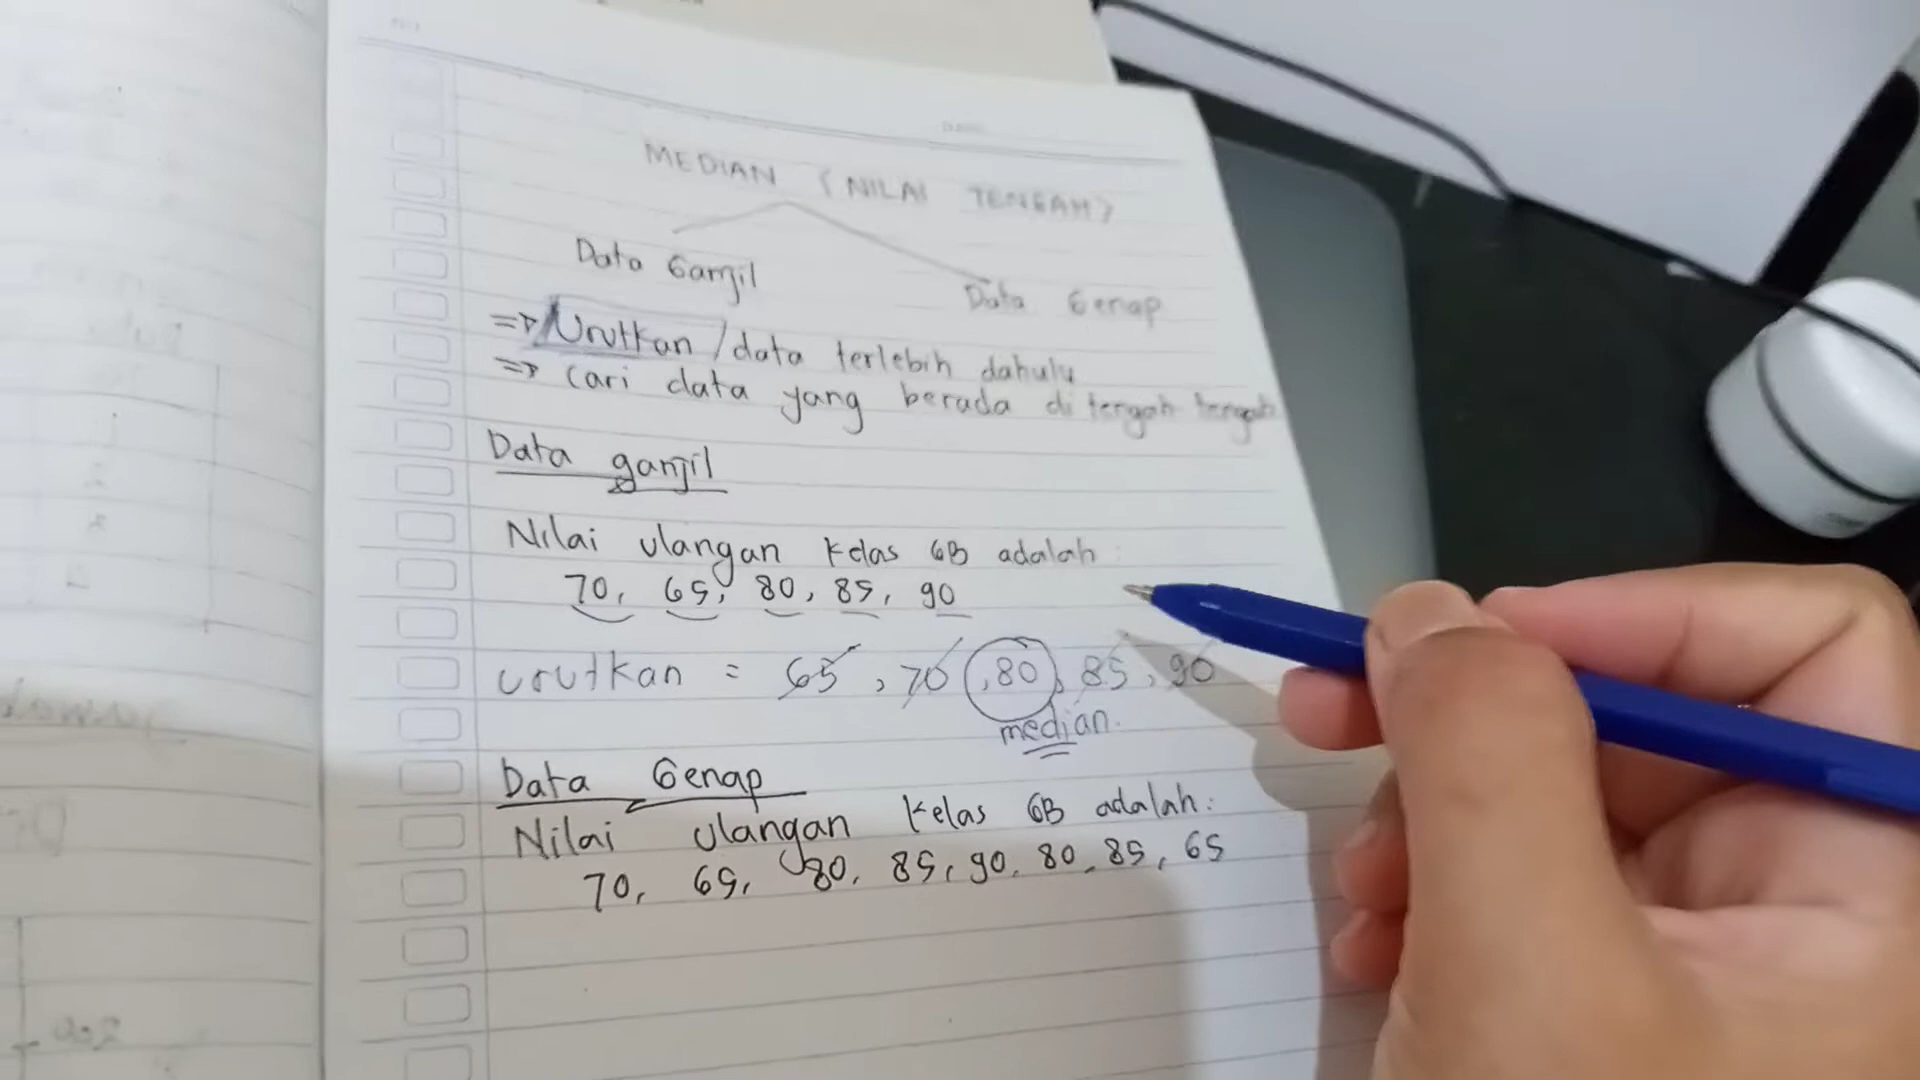 MEDIAN (NILAI TENGAH)
Data Ganjil
Data Genap
=> Urutkan / data terlebih dahulu
=> Cari data yang berada di tengah tengah
Data ganjil
Nilai ulangan Kelas 6B adalah :
70, 65, 80, 85, 90
urutkan = 65, 70, 80, 85, 90
median.
Data Genap
Nilai ulangan Kelas 6B adalah:
70, 65, 80, 85, 90, 80, 85, 65